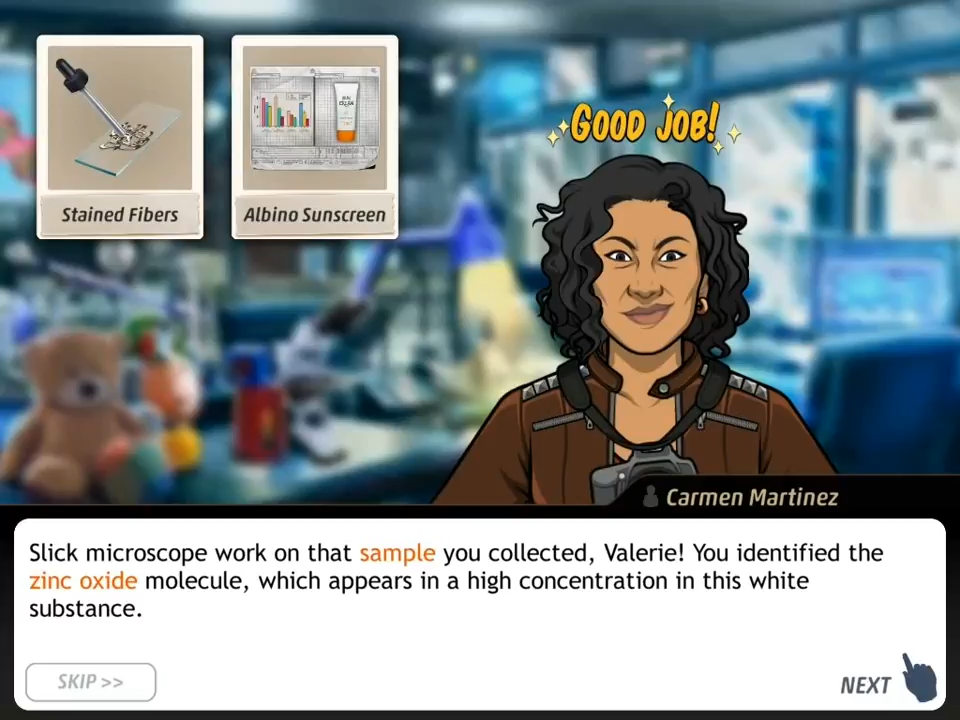 GOOD JOB!
Stained Fibers
Albino Sunscreen
Carmen Martinez
Slick microscope work on that sample you collected, Valerie! You identified the
zinc oxide molecule, which appears in a high concentration in this white
substance.
SKIP >>
NEXT